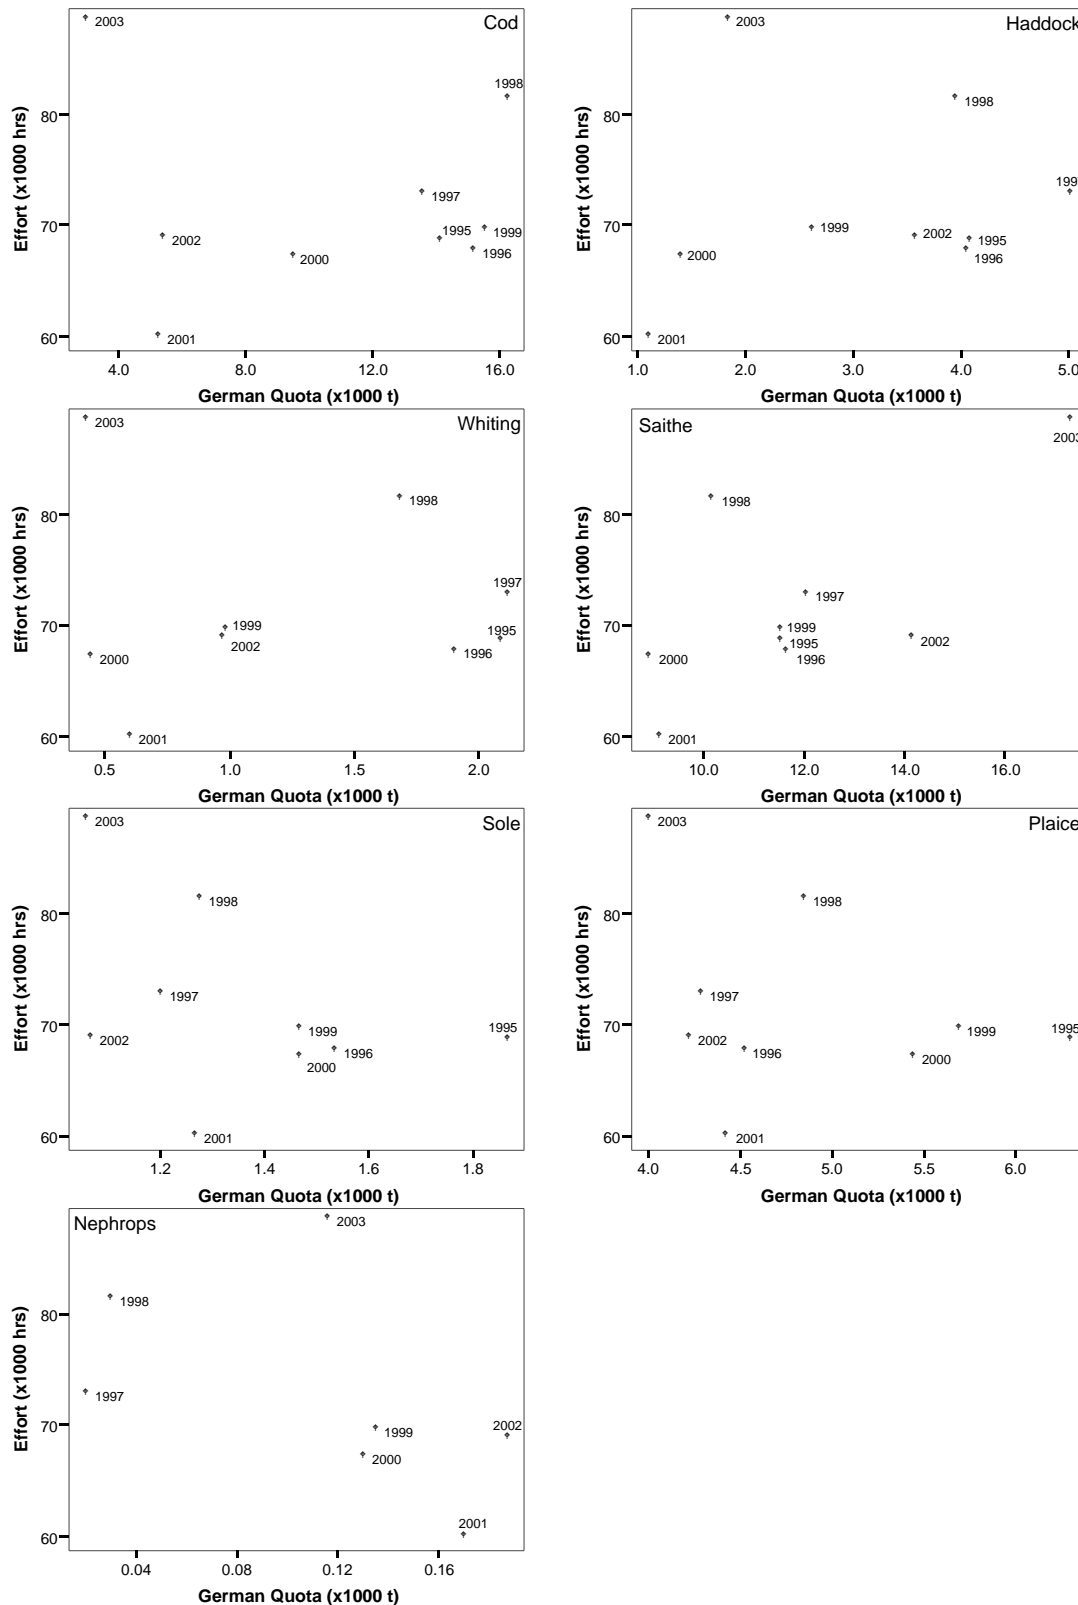 Cod
2003
1998
1997
1995
1999
2002
1996
2000
2001
80
70
60
Effort (x1000 hrs)
4.0 8.0 12.0 16.0
German Quota (x1000 t)
Haddock
2003
1998
1997
1999
2002
1995
2000
1996
2001
80
70
60
Effort (x1000 hrs)
1.0 2.0 3.0 4.0 5.0
German Quota (x1000 t)
Whiting
2003
1998
1997
1999
1995
2002
1996
2000
2001
80
70
60
Effort (x1000 hrs)
0.5 1.0 1.5 2.0
German Quota (x1000 t)
Saithe
2003
1998
1997
1999
1995
2002
1996
2000
2001
80
70
60
Effort (x1000 hrs)
10.0 12.0 14.0 16.0
German Quota (x1000 t)
Sole
2003
1998
1997
1999
1995
2002
1996
2000
2001
80
70
60
Effort (x1000 hrs)
1.2 1.4 1.6 1.8
German Quota (x1000 t)
Plaice
2003
1998
1997
1999
1995
2002
1996
2000
2001
80
70
60
Effort (x1000 hrs)
4.0 4.5 5.0 5.5 6.0
German Quota (x1000 t)
Nephrops
2003
1998
1997
1999
2002
2000
2001
80
70
60
Effort (x1000 hrs)
0.04 0.08 0.12 0.16
German Quota (x1000 t)